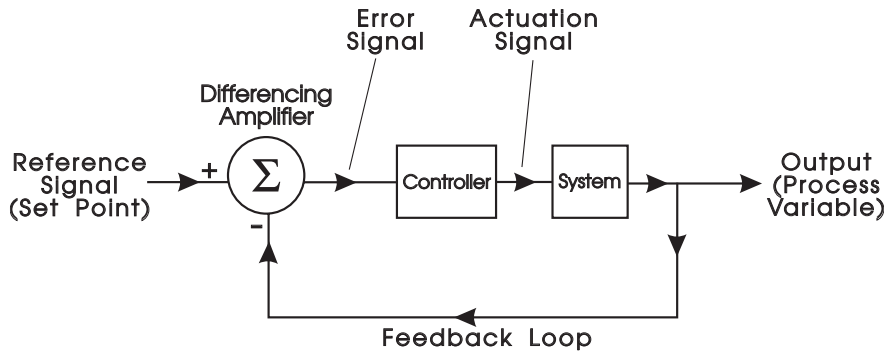 Error
Signal
Actuation
Signal
Differencing
Amplifier
Reference
Signal
(Set Point)
+
Σ
-
Controller
System
Output
(Process
Variable)
Feedback Loop